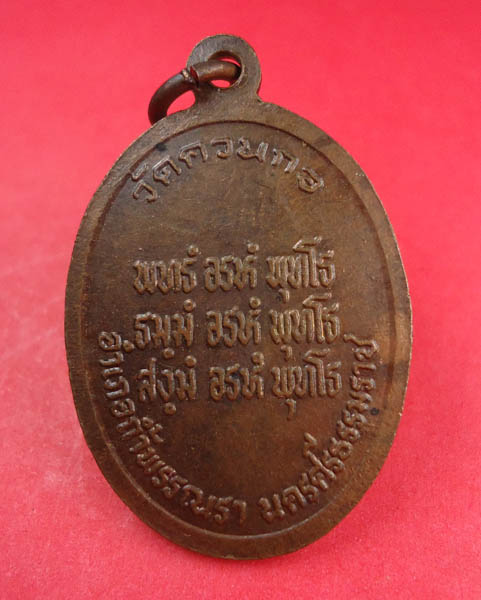 วัดควนกอ
พทธํ อรหํ พุทโธ
ธมฺมํ อรหํ พุทโธ
สงฺฆํ อรหํ พุทโธ
อำเภอถ้ำพรรณรา นครศรีธรรมราช